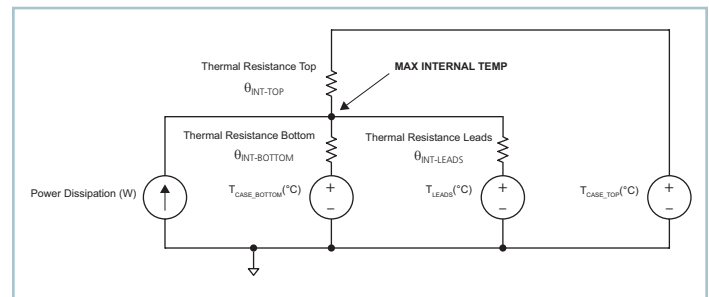 Thermal Resistance Top
θINT-TOP
MAX INTERNAL TEMP
Thermal Resistance Bottom
θINT-BOTTOM
Thermal Resistance Leads
θINT-LEADS
Power Dissipation (W)
TCASE_BOTTOM(°C)
+
–
TLEADS(°C)
+
–
TCASE_TOP(°C)
+
–